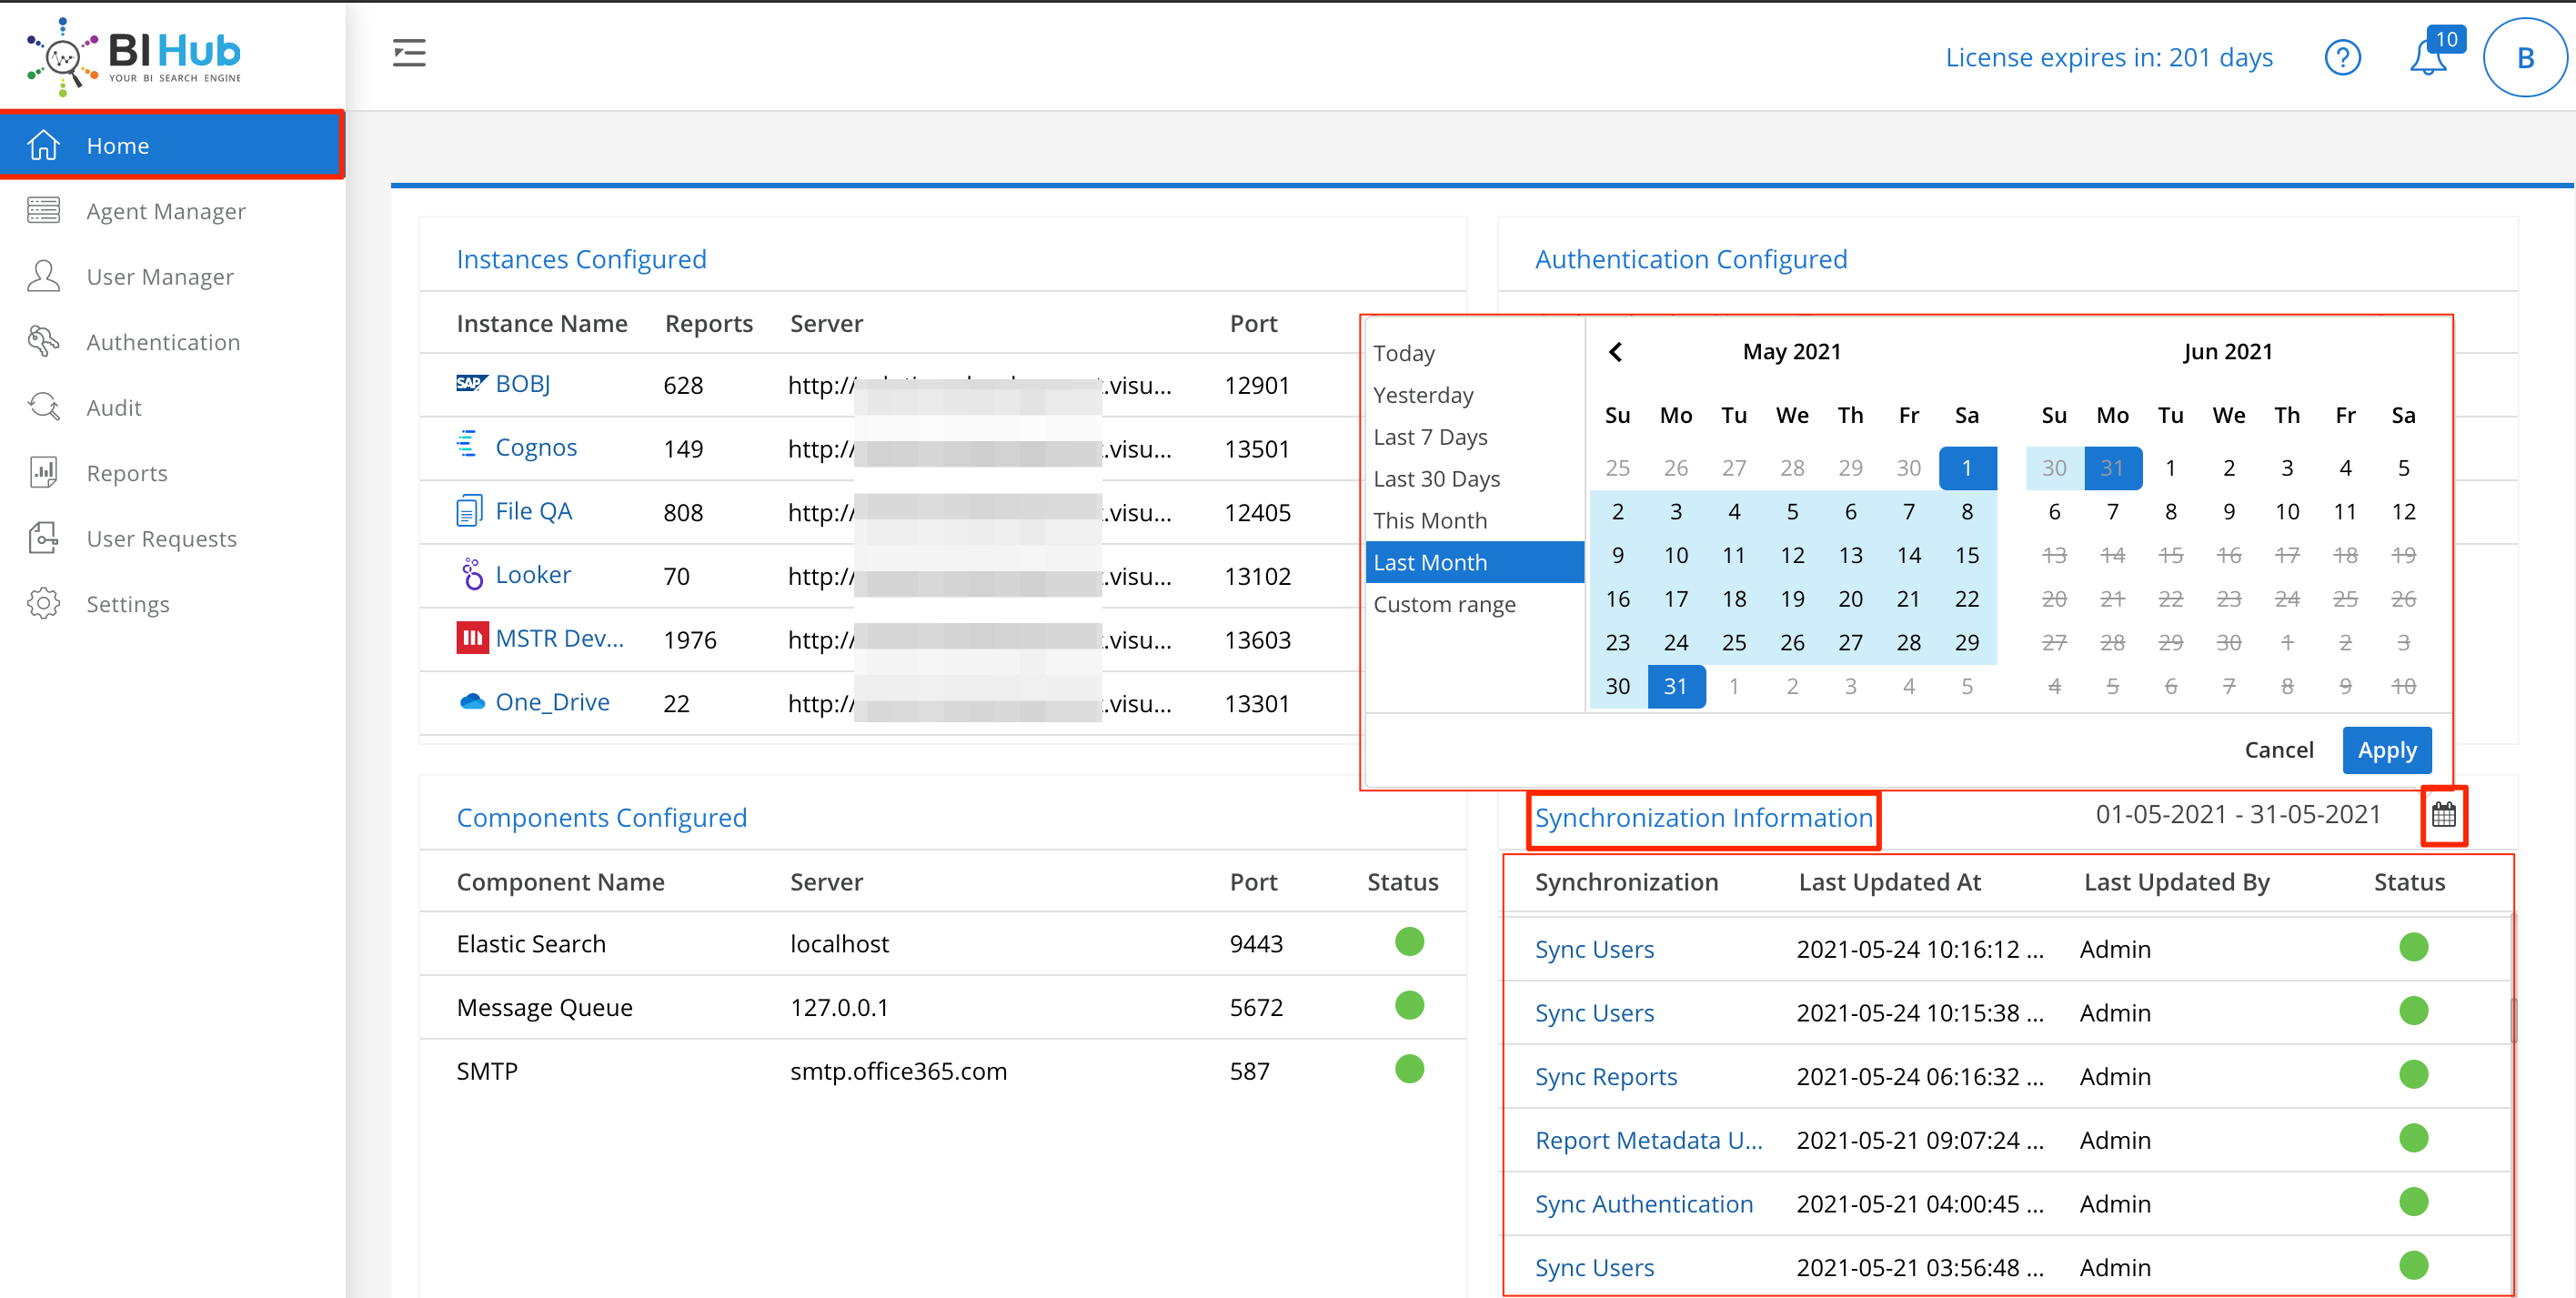 BI Hub
YOUR BI SEARCH ENGINE
License expires in: 201 days
?
10
B
Home
Agent Manager
User Manager
Authentication
Audit
Reports
User Requests
Settings
Instances Configured
Instance Name Reports Server Port
SAP BOBJ 628 http:// .visu... 12901
Cognos 149 http:// .visu... 13501
File QA 808 http:// .visu... 12405
Looker 70 http:// .visu... 13102
MSTR Dev... 1976 http:// .visu... 13603
One_Drive 22 http:// .visu... 13301
Authentication Configured
Today
Yesterday
Last 7 Days
Last 30 Days
This Month
Last Month
Custom range
May 2021
Su Mo Tu We Th Fr Sa
25 26 27 28 29 30 1
2 3 4 5 6 7 8
9 10 11 12 13 14 15
16 17 18 19 20 21 22
23 24 25 26 27 28 29
30 31 1 2 3 4 5
Jun 2021
Su Mo Tu We Th Fr Sa
30 31 1 2 3 4 5
6 7 8 9 10 11 12
13 14 15 16 17 18 19
20 21 22 23 24 25 26
27 28 29 30 1 2 3
4 5 6 7 8 9 10
Cancel Apply
Components Configured
Component Name Server Port Status
Elastic Search localhost 9443
Message Queue 127.0.0.1 5672
SMTP smtp.office365.com 587
Synchronization Information 01-05-2021 - 31-05-2021
Synchronization Last Updated At Last Updated By Status
Sync Users 2021-05-24 10:16:12 ... Admin
Sync Users 2021-05-24 10:15:38 ... Admin
Sync Reports 2021-05-24 06:16:32 ... Admin
Report Metadata U... 2021-05-21 09:07:24 ... Admin
Sync Authentication 2021-05-21 04:00:45 ... Admin
Sync Users 2021-05-21 03:56:48 ... Admin